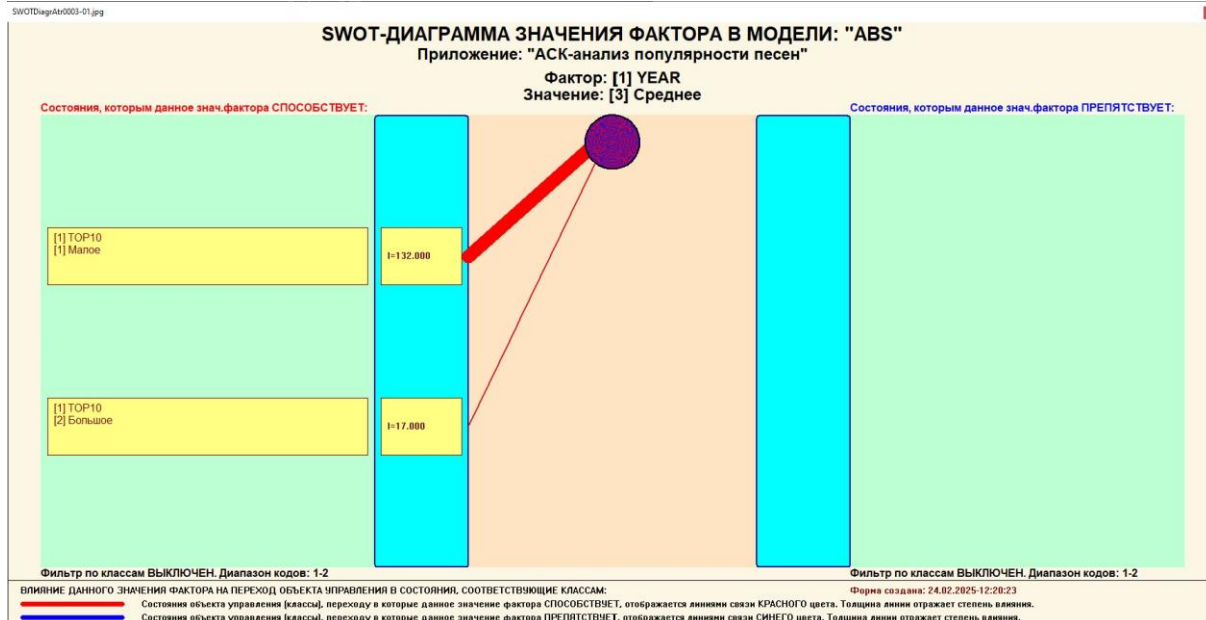 SWOTDiagrAtr0003-01.jpg
SWOT-ДИАГРАММА ЗНАЧЕНИЯ ФАКТОРА В МОДЕЛИ: "ABS"
Приложение: "АСК-анализ популярности песен"
Фактор: [1] YEAR
Значение: [3] Среднее
Состояния, которым данное знач.фактора СПОСОБСТВУЕТ:
Состояния, которым данное знач.фактора ПРЕПЯТСТВУЕТ:
[1] TOP10
[1] Малое
I=132.000
[1] TOP10
[2] Большое
I=17.000
Фильтр по классам ВЫКЛЮЧЕН. Диапазон кодов: 1-2
Фильтр по классам ВЫКЛЮЧЕН. Диапазон кодов: 1-2
ВЛИЯНИЕ ДАННОГО ЗНАЧЕНИЯ ФАКТОРА НА ПЕРЕХОД ОБЪЕКТА УПРАВЛЕНИЯ В СОСТОЯНИЯ, СООТВЕТСТВУЮЩИЕ КЛАССАМ:
Форма создана: 24.02.2025-12:20:23
Состояния объекта управления (классы), переходу в которые данное значение фактора СПОСОБСТВУЕТ, отображается линиями связи КРАСНОГО цвета. Толщина линии отражает степень влияния.
Состояния объекта управления (классы), переходу в которые данное значение фактора ПРЕПЯТСТВУЕТ, отображается линиями связи СИНЕГО цвета. Толщина линии отражает степень влияния.